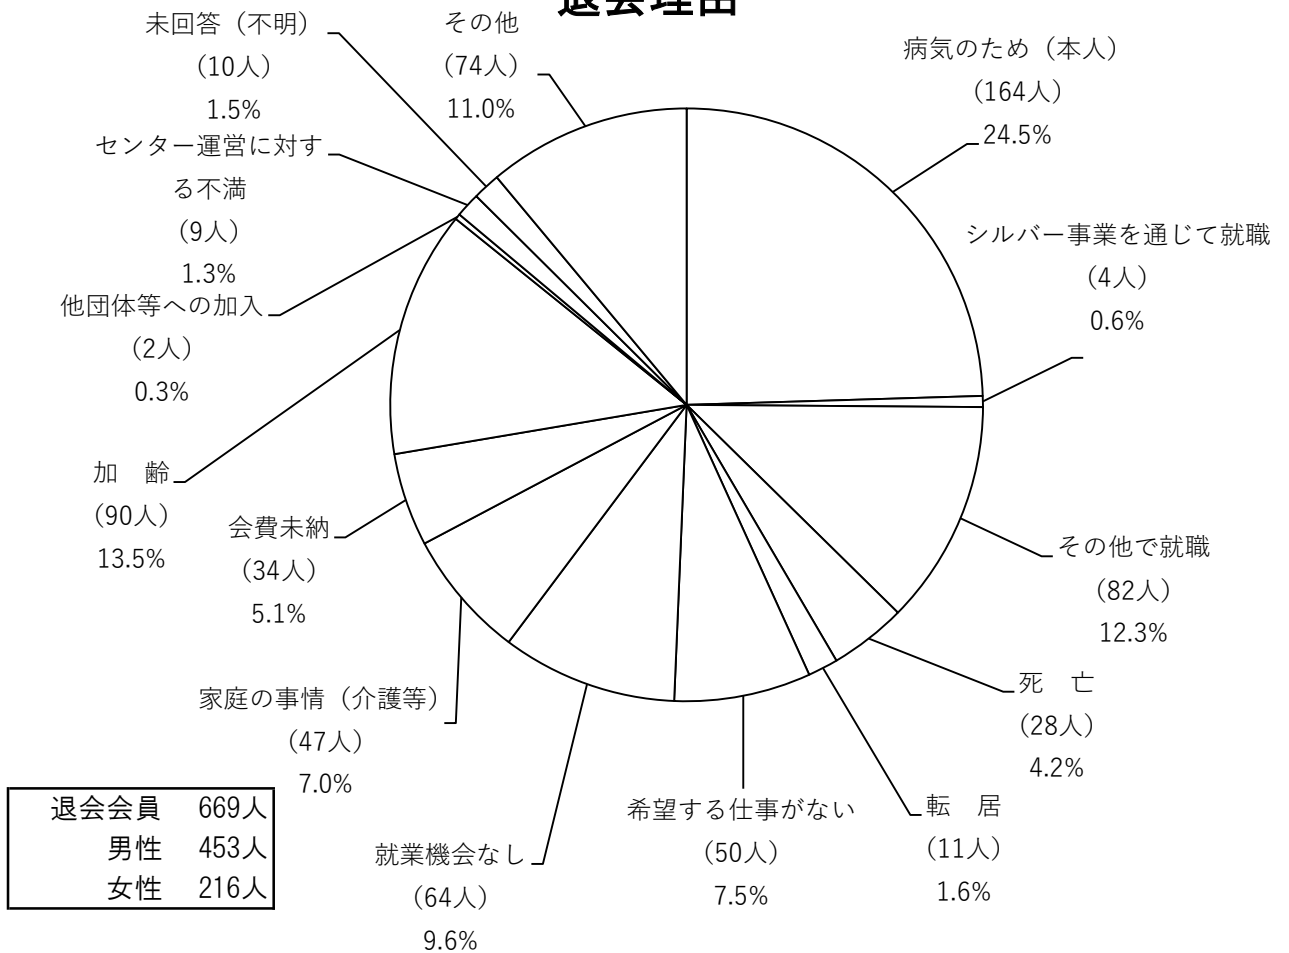 退会理由
未回答（不明）
（10人）
1.5%
その他
（74人）
11.0%
病気のため（本人）
（164人）
24.5%
センター運営に対す
る不満
（9人）
1.3%
シルバー事業を通じて就職
（4人）
0.6%
他団体等への加入
（2人）
0.3%
加　齢
（90人）
13.5%
会費未納
（34人）
5.1%
その他で就職
（82人）
12.3%
家庭の事情（介護等）
（47人）
7.0%
死　亡
（28人）
4.2%
就業機会なし
（64人）
9.6%
希望する仕事がない
（50人）
7.5%
転　居
（11人）
1.6%
退会会員　669人
男性　453人
女性　216人